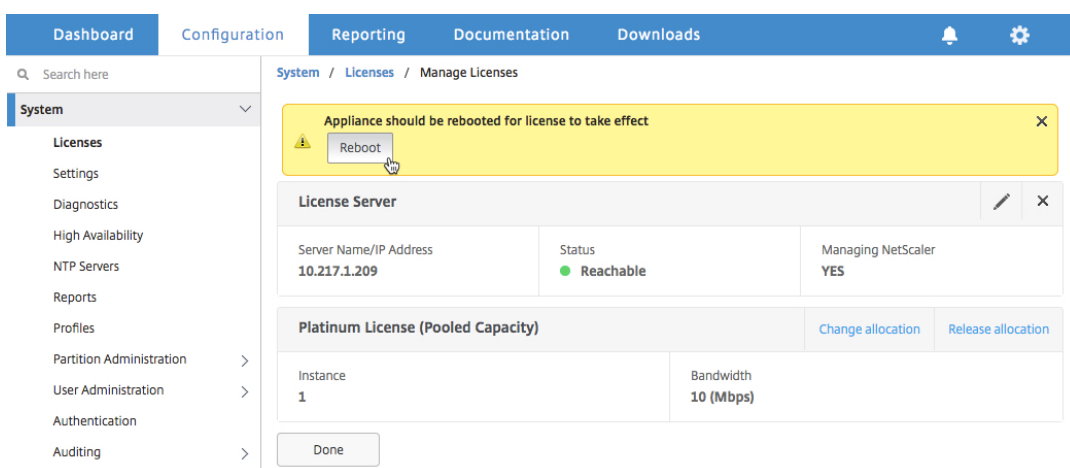 Dashboard Configuration Reporting Documentation Downloads
Search here
System
Licenses
Settings
Diagnostics
High Availability
NTP Servers
Reports
Profiles
Partition Administration
User Administration
Authentication
Auditing
System / Licenses / Manage Licenses
Appliance should be rebooted for license to take effect
Reboot
License Server
Server Name/IP Address
10.217.1.209
Status
Reachable
Managing NetScaler
YES
Platinum License (Pooled Capacity)
Change allocation
Release allocation
Instance
1
Bandwidth
10 (Mbps)
Done